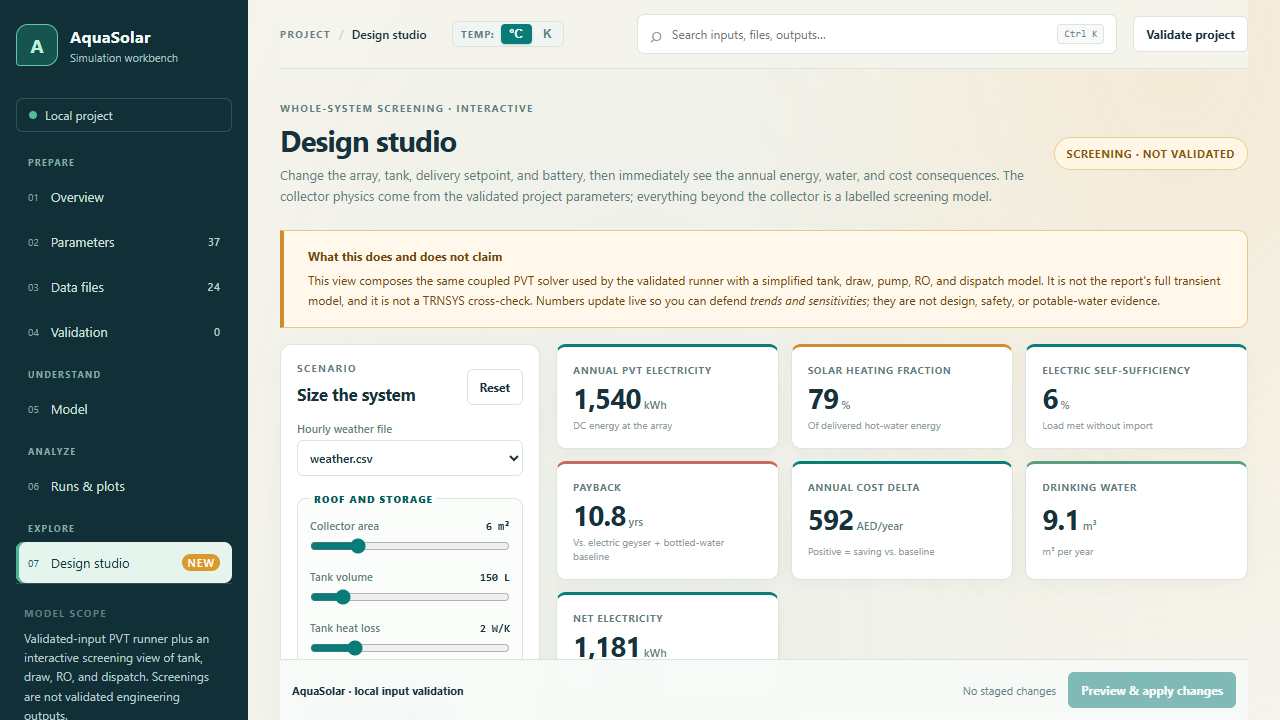 A
AquaSolar
Simulation workbench
Local project
PREPARE
01 Overview
02 Parameters 37
03 Data files 24
04 Validation 0
UNDERSTAND
05 Model
ANALYZE
06 Runs & plots
EXPLORE
07 Design studio NEW
MODEL SCOPE
Validated-input PVT runner plus an
interactive screening view of tank,
draw, RO, and dispatch. Screenings
are not validated engineering
outputs.
PROJECT / Design studio
TEMP: °C K
Search inputs, files, outputs... Ctrl K
Validate project
WHOLE-SYSTEM SCREENING · INTERACTIVE
Design studio
Change the array, tank, delivery setpoint, and battery, then immediately see the annual energy, water, and cost consequences. The
collector physics come from the validated project parameters; everything beyond the collector is a labelled screening model.
SCREENING · NOT VALIDATED
What this does and does not claim
This view composes the same coupled PVT solver used by the validated runner with a simplified tank, draw, pump, RO, and dispatch model. It is not the report's full transient
model, and it is not a TRNSYS cross-check. Numbers update live so you can defend trends and sensitivities; they are not design, safety, or potable-water evidence.
SCENARIO
Size the system
Reset
Hourly weather file
weather.csv
ROOF AND STORAGE
Collector area 6 m²
Tank volume 150 L
Tank heat loss 2 W/K
ANNUAL PVT ELECTRICITY
1,540 kWh
DC energy at the array
SOLAR HEATING FRACTION
79 %
Of delivered hot-water energy
ELECTRIC SELF-SUFFICIENCY
6 %
Load met without import
PAYBACK
10.8 yrs
Vs. electric geyser + bottled-water
baseline
ANNUAL COST DELTA
592 AED/year
Positive = saving vs. baseline
DRINKING WATER
9.1 m³
m³ per year
NET ELECTRICITY
1,181 kWh
AquaSolar · local input validation
No staged changes
Preview & apply changes